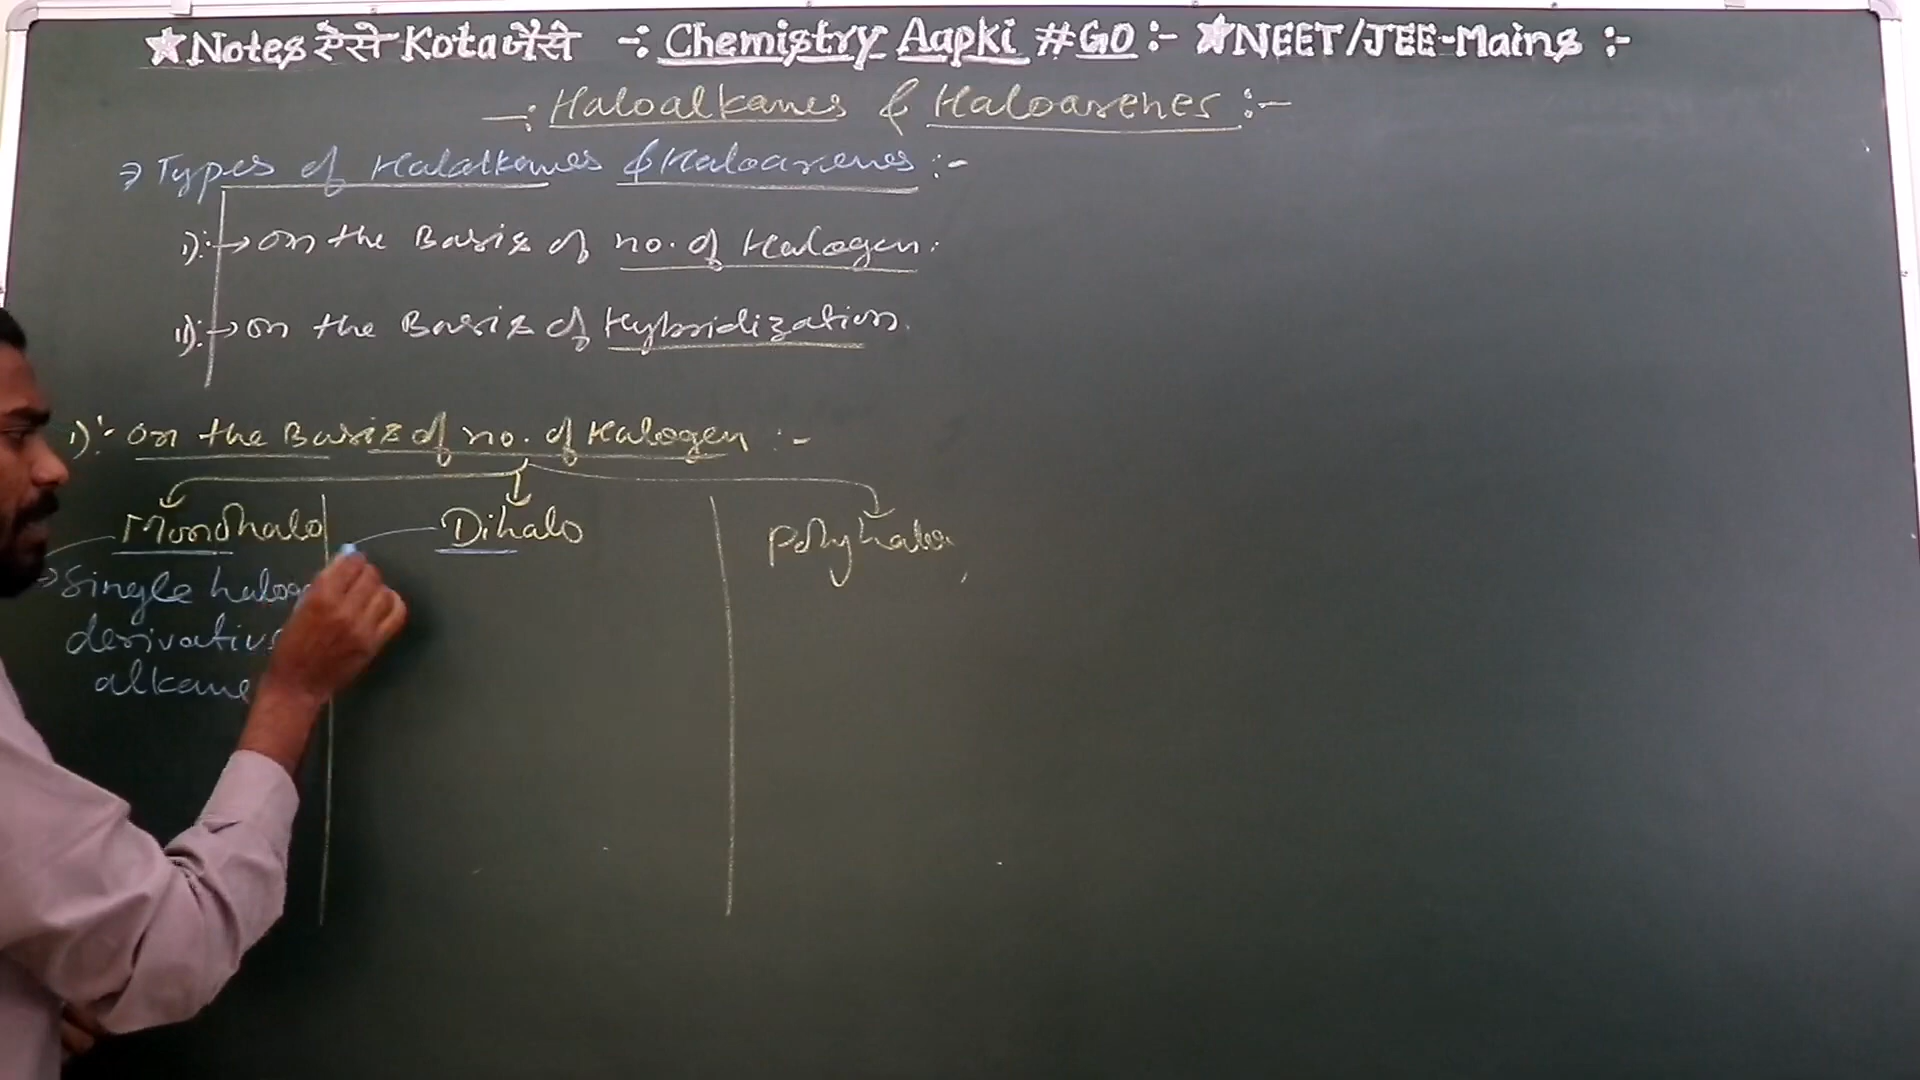 ★Notes ऐसे Kota जैसे -: Chemistry Aapki #GO :- ★NEET/JEE-Mains :-
-: Haloalkanes & Haloarenes :-
→ Types of Halalkanes & Haloarenes :-
i):→ on the Basis of no. of Halogen.
ii):→ on the Basis of Hybridization.
i):- on the Basis of no. of Halogen :-
Monohalo Dihalo Polyhalo
→ Single
derivative
alkane